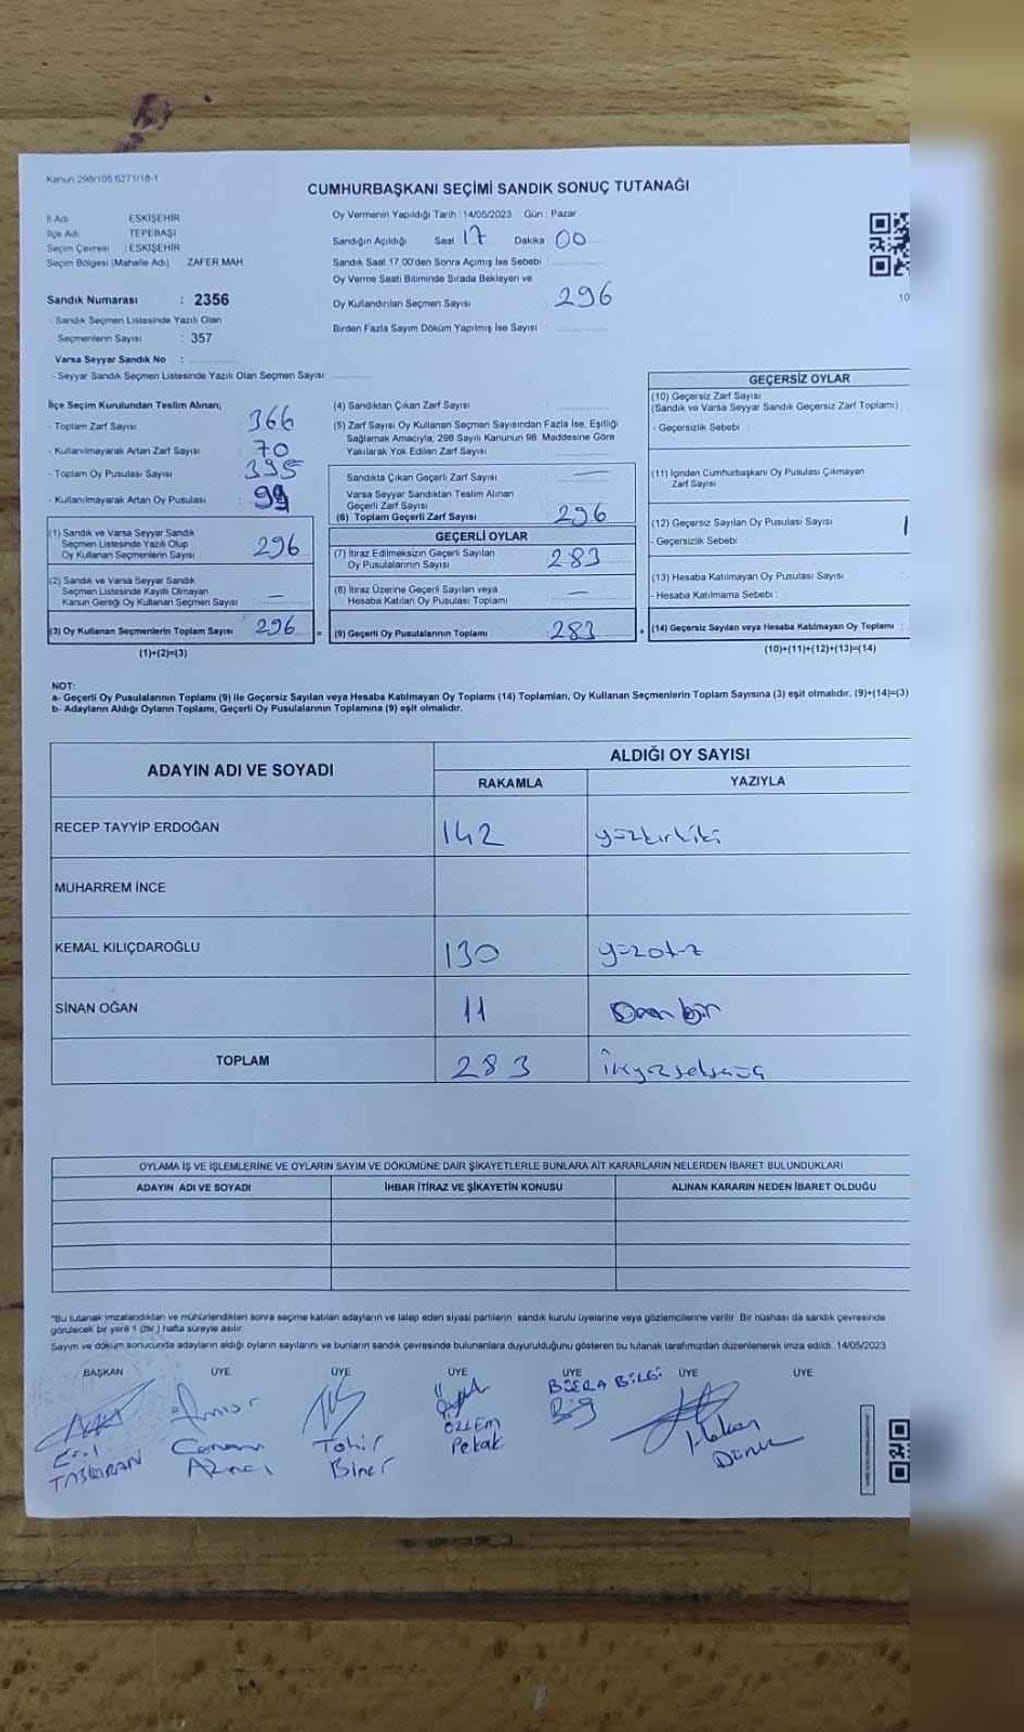 Kanun 298/105 6271/18-1
CUMHURBAŞKANI SEÇİMİ SANDIK SONUÇ TUTANAĞI
İl Adı ESKİŞEHİR
İlçe Adı TEPEBAŞI
Seçim Çevresi : ESKİŞEHİR
Seçim Bölgesi (Mahalle Adı) ZAFER MAH.
Sandık Numarası : 2356
- Sandık Seçmen Listesinde Yazılı Olan
Seçmenlerin Sayısı : 357
Varsa Seyyar Sandık No :
- Seyyar Sandık Seçmen Listesinde Yazılı Olan Seçmen Sayısı
Oy Vermenin Yapıldığı Tarih : 14/05/2023 Gün : Pazar
Sandığın Açıldığı Saat 17 Dakika 00
Sandık Saat 17.00'den Sonra Açımış İse Sebebi :
Oy Verme Saati Bitiminde Sırada Bekleyen ve
Oy Kullandırılan Seçmen Sayısı : 296
Birden Fazla Sayım Döküm Yapılmış İse Sayısı :
10
İlçe Seçim Kurulundan Teslim Alınan;
- Toplam Zarf Sayısı 366
- Kullanılmayarak Artan Zarf Sayısı 70
- Toplam Oy Pusulası Sayısı 395
- Kullanılmayarak Artan Oy Pusulası 99
(1) Sandık ve Varsa Seyyar Sandık
Seçmen Listesinde Yazılı Olup
Oy Kullanan Seçmenlerin Sayısı 296
(2) Sandık ve Varsa Seyyar Sandık
Seçmen Listesinde Kayıtlı Olmayan
Kanun Gereği Oy Kullanan Seçmen Sayısı —
(3) Oy Kullanan Seçmenlerin Toplam Sayısı 296 =
(1)+(2)=(3)
(4) Sandıktan Çıkan Zarf Sayısı
(5) Zarf Sayısı Oy Kullanan Seçmen Sayısından Fazla İse, Eşitliği
Sağlamak Amacıyla, 298 Sayılı Kanunun 98. Maddesine Göre
Yakılarak Yok Edilen Zarf Sayısı :
Sandıkta Çıkan Geçerli Zarf Sayısı —
Varsa Seyyar Sandıktan Teslim Alınan
Geçerli Zarf Sayısı
(6) Toplam Geçerli Zarf Sayısı 296
GEÇERLİ OYLAR
(7) İtiraz Edilmeksizin Geçerli Sayılan
Oy Pusulalarının Sayısı 283
(8) İtiraz Üzerine Geçerli Sayılan veya
Hesaba Katılan Oy Pusulası Toplamı —
(9) Geçerli Oy Pusulalarının Toplamı : 283 +
GEÇERSİZ OYLAR
(10) Geçersiz Zarf Sayısı
(Sandık ve Varsa Seyyar Sandık Geçersiz Zarf Toplamı)
- Geçersizlik Sebebi :
(11) İçinden Cumhurbaşkanı Oy Pusulası Çıkmayan
Zarf Sayısı
(12) Geçersiz Sayılan Oy Pusulası Sayısı
- Geçersizlik Sebebi :
(13) Hesaba Katılmayan Oy Pusulası Sayısı
- Hesaba Katılmama Sebebi :
(14) Geçersiz Sayılan veya Hesaba Katılmayan Oy Toplamı :
(10)+(11)+(12)+(13)=(14)
NOT:
a- Geçerli Oy Pusulalarının Toplamı (9) ile Geçersiz Sayılan veya Hesaba Katılmayan Oy Toplamı (14) Toplamları, Oy Kullanan Seçmenlerin Toplam Sayısına (3) eşit olmalıdır. (9)+(14)=(3)
b- Adayların Aldığı Oyların Toplamı, Geçerli Oy Pusulalarının Toplamına (9) eşit olmalıdır.
ADAYIN ADI VE SOYADI ALDIĞI OY SAYISI
RAKAMLA YAZIYLA
RECEP TAYYİP ERDOĞAN 142 yüzkırkiki
MUHARREM İNCE
KEMAL KILIÇDAROĞLU 130 yüzotuz
SİNAN OĞAN 11 Onbir
TOPLAM 283 ikiyüzseksenüç
OYLAMA İŞ VE İŞLEMLERİNE VE OYLARIN SAYIM VE DÖKÜMÜNE DAİR ŞİKAYETLERLE BUNLARA AİT KARARLARIN NELERDEN İBARET BULUNDUKLARI
ADAYIN ADI VE SOYADI İHBAR İTİRAZ VE ŞİKAYETİN KONUSU ALINAN KARARIN NEDEN İBARET OLDUĞU
*Bu tutanak imzalandıktan ve mühürlendikten sonra seçime katılan adayların ve talep eden siyasi partilerin sandık kurulu üyelerine veya gözlemcilerine verilir. Bir nüshası da sandık çevresinde
görülecek bir yere 1 (bir) hafta süreyle asılır.
Sayım ve döküm sonucunda adayların aldığı oyların sayılarını ve bunların sandık çevresinde bulunanlara duyurulduğunu gösteren bu tutanak tarafımızdan düzenlenerek imza edildi. 14/05/2023
BAŞKAN ÜYE ÜYE ÜYE ÜYE ÜYE ÜYE
BÜŞRA BİLGİ
ÖZLEM
Pekak
Tahir
Biner
Hakan